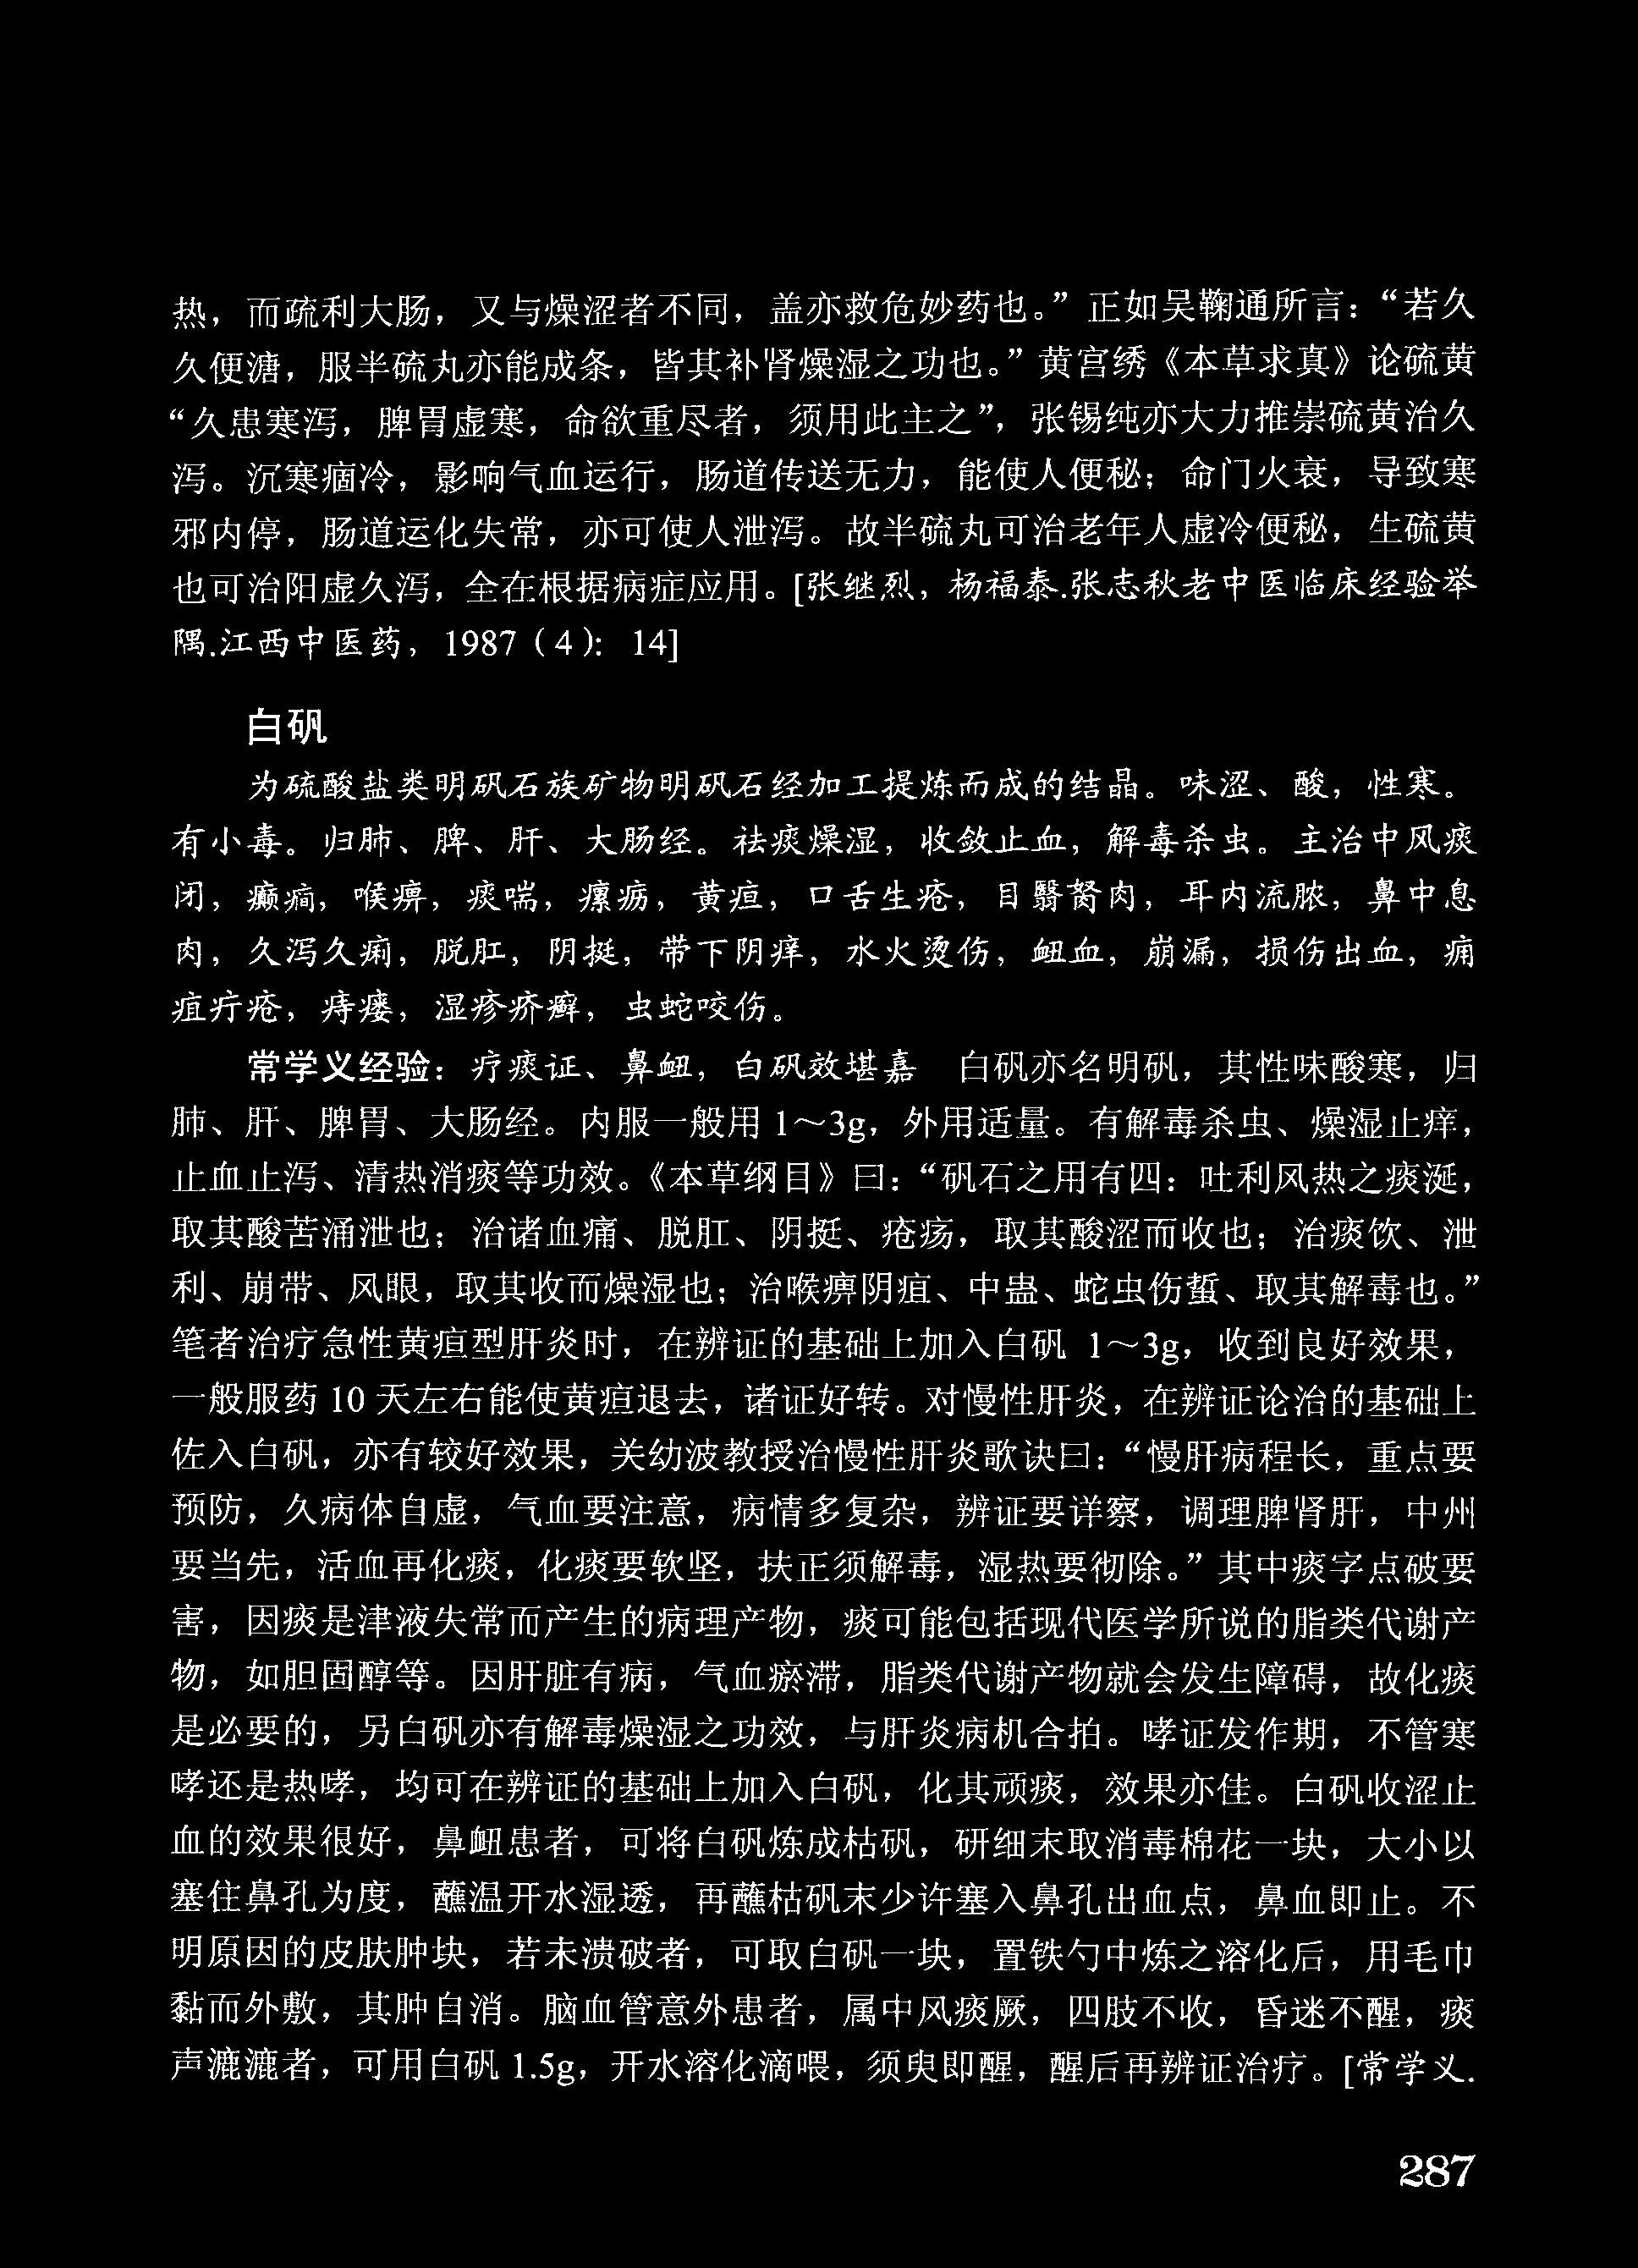 热，而疏利大肠，又与燥涩者不同，盖亦救危妙药也。”正如吴鞠通所言：“若久
久便溏，服半硫丸亦能成条，皆其补肾燥湿之功也。”黄宫绣《本草求真》论硫黄
“久患寒泻，脾胃虚寒，命欲重尽者，须用此主之”，张锡纯亦大力推崇硫黄治久
泻。沉寒痼冷，影响气血运行，肠道传送无力，能使人便秘；命门火衰，导致寒
邪内停，肠道运化失常，亦可使人泄泻。故半硫丸可治老年人虚冷便秘，生硫黄
也可治阳虚久泻，全在根据病症应用。[张继烈，杨福泰.张志秋老中医临床经验举
隅.江西中医药，1987（4）：14]
白矾
为硫酸盐类明矾石族矿物明矾石经加工提炼而成的结晶。味涩、酸，性寒。
有小毒。归肺、脾、肝、大肠经。祛痰燥湿，收敛止血，解毒杀虫。主治中风痰
闭，癫痫，喉痹，痰喘，瘰疬，黄疸，口舌生疮，目翳胬肉，耳内流脓，鼻中息
肉，久泻久痢，脱肛，阴挺，带下阴痒，水火烫伤，衄血，崩漏，损伤出血，痈
疽疔疮，痔瘘，湿疹疥癣，虫蛇咬伤。
常学义经验：疗痰证、鼻衄，白矾效堪嘉　白矾亦名明矾，其性味酸寒，归
肺、肝、脾胃、大肠经。内服一般用 1～3g，外用适量。有解毒杀虫、燥湿止痒，
止血止泻、清热消痰等功效。《本草纲目》曰：“矾石之用有四：吐利风热之痰涎，
取其酸苦涌泄也；治诸血痛、脱肛、阴挺、疮疡，取其酸涩而收也；治痰饮、泄
利、崩带、风眼，取其收而燥湿也；治喉痹阴疽、中蛊、蛇虫伤蜇、取其解毒也。”
笔者治疗急性黄疸型肝炎时，在辨证的基础上加入白矾 1～3g，收到良好效果，
一般服药 10 天左右能使黄疸退去，诸证好转。对慢性肝炎，在辨证论治的基础上
佐入白矾，亦有较好效果，关幼波教授治慢性肝炎歌诀曰：“慢肝病程长，重点要
预防，久病体自虚，气血要注意，病情多复杂，辨证要详察，调理脾肾肝，中州
要当先，活血再化痰，化痰要软坚，扶正须解毒，湿热要彻除。”其中痰字点破要
害，因痰是津液失常而产生的病理产物，痰可能包括现代医学所说的脂类代谢产
物，如胆固醇等。因肝脏有病，气血瘀滞，脂类代谢产物就会发生障碍，故化痰
是必要的，另白矾亦有解毒燥湿之功效，与肝炎病机合拍。哮证发作期，不管寒
哮还是热哮，均可在辨证的基础上加入白矾，化其顽痰，效果亦佳。白矾收涩止
血的效果很好，鼻衄患者，可将白矾炼成枯矾，研细末取消毒棉花一块，大小以
塞住鼻孔为度，蘸温开水湿透，再蘸枯矾末少许塞入鼻孔出血点，鼻血即止。不
明原因的皮肤肿块，若未溃破者，可取白矾一块，置铁勺中炼之溶化后，用毛巾
黏而外敷，其肿自消。脑血管意外患者，属中风痰厥，四肢不收，昏迷不醒，痰
声漉漉者，可用白矾 1.5g，开水溶化滴喂，须臾即醒，醒后再辨证治疗。[常学义.
287